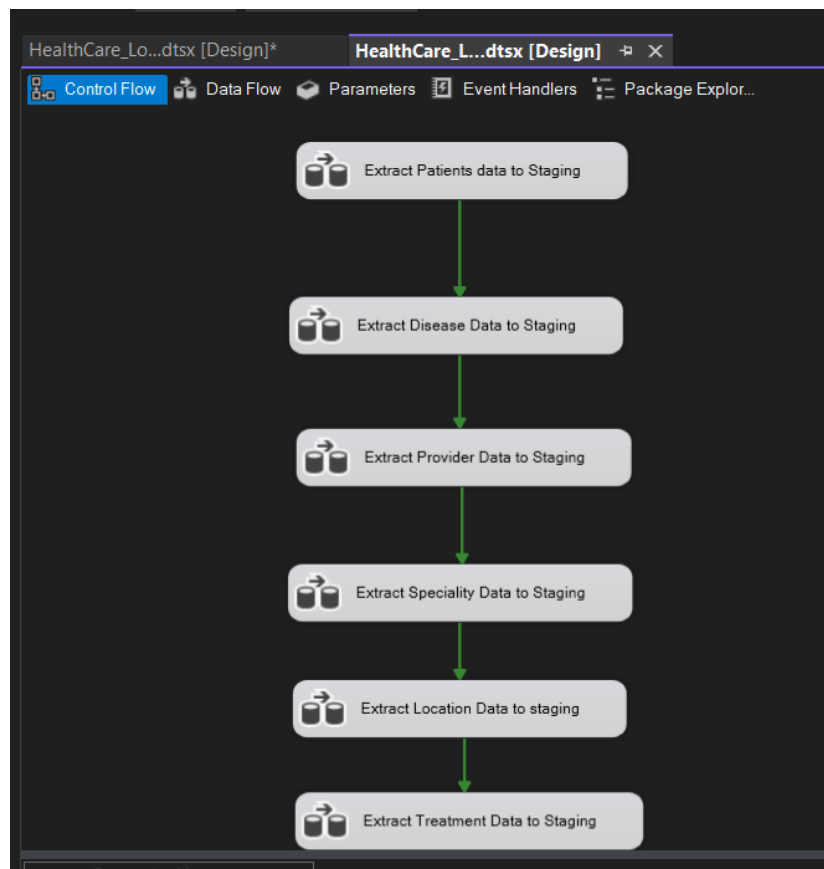 HealthCare_Lo...dtsx [Design]*
HealthCare_L...dtsx [Design]
Control Flow
Data Flow
Parameters
Event Handlers
Package Explor...
Extract Patients data to Staging
Extract Disease Data to Staging
Extract Provider Data to Staging
Extract Speciality Data to Staging
Extract Location Data to staging
Extract Treatment Data to Staging